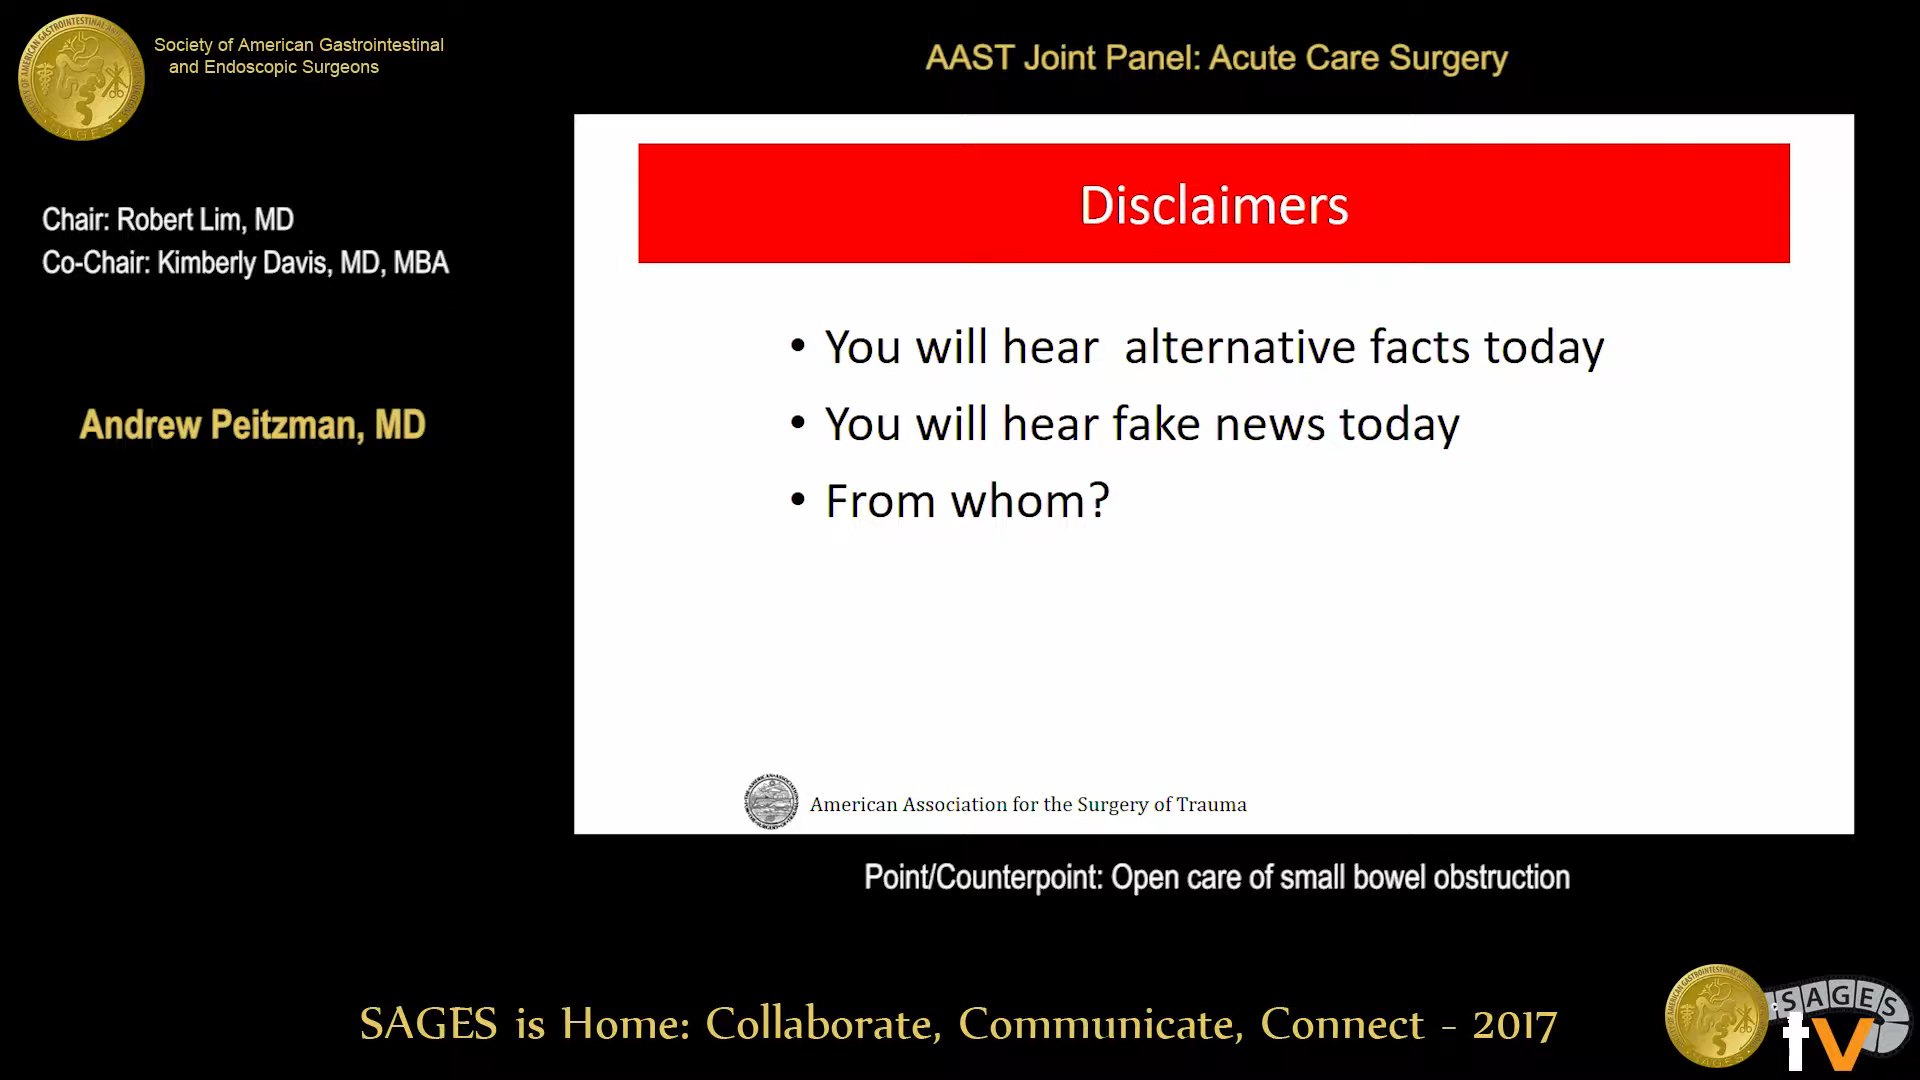 Society of American Gastrointestinal
and Endoscopic Surgeons
AAST Joint Panel: Acute Care Surgery
Chair: Robert Lim, MD
Co-Chair: Kimberly Davis, MD, MBA
Andrew Peitzman, MD
Disclaimers
• You will hear  alternative facts today
• You will hear fake news today
• From whom?
American Association for the Surgery of Trauma
Point/Counterpoint: Open care of small bowel obstruction
SAGES is Home: Collaborate, Communicate, Connect - 2017
SAGES
tv